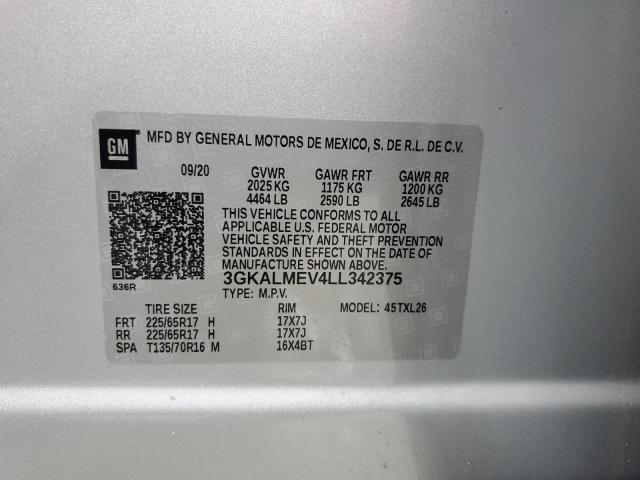 GM
MFD BY GENERAL MOTORS DE MEXICO, S. DE R.L. DE C.V.
09/20 GVWR GAWR FRT GAWR RR
2025 KG 1175 KG 1200 KG
4464 LB 2590 LB 2645 LB
THIS VEHICLE CONFORMS TO ALL
APPLICABLE U.S. FEDERAL MOTOR
VEHICLE SAFETY AND THEFT PREVENTION
STANDARDS IN EFFECT ON THE DATE OF
MANUFACTURE SHOWN ABOVE.
636R 3GKALMEV4LL342375
TYPE: M.P.V.
TIRE SIZE RIM MODEL: 45TXL26
FRT 225/65R17 H 17X7J
RR 225/65R17 H 17X7J
SPA T135/70R16 M 16X4BT